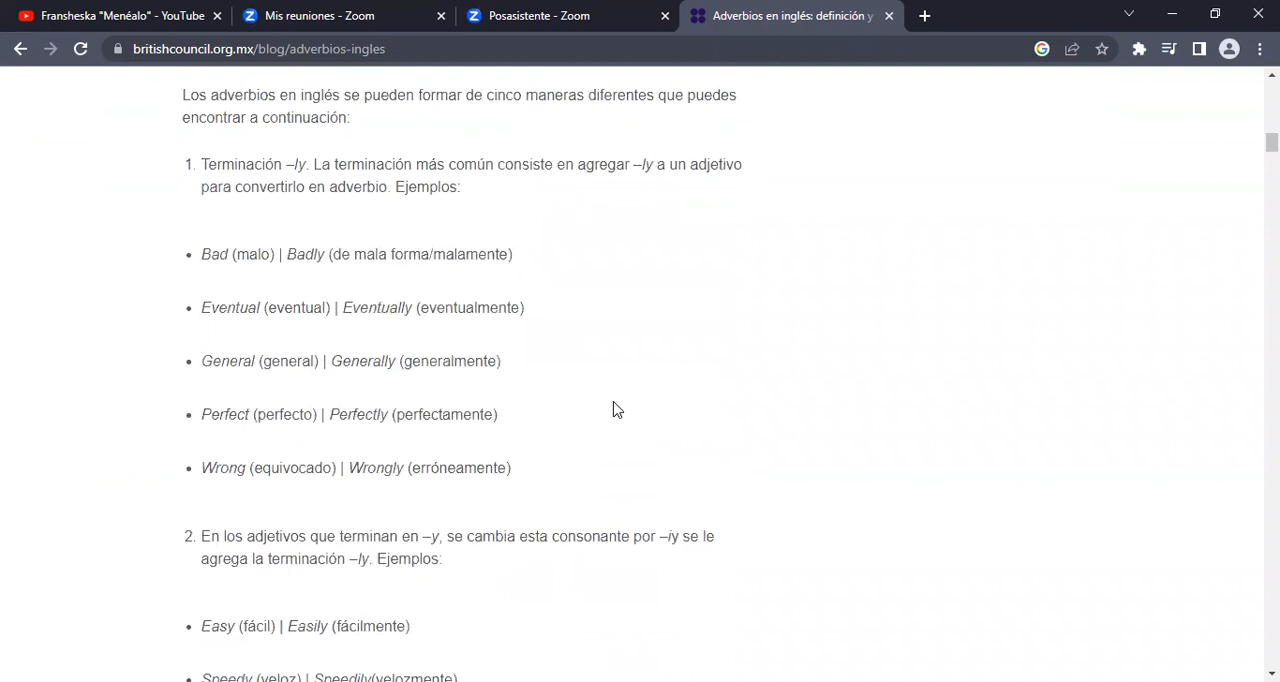 Fransheska "Menéalo" - YouTube
Mis reuniones - Zoom
Posasistente - Zoom
Adverbios en inglés: definición y
britishcouncil.org.mx/blog/adverbios-ingles
Los adverbios en inglés se pueden formar de cinco maneras diferentes que puedes
encontrar a continuación:
1. Terminación –ly. La terminación más común consiste en agregar –ly a un adjetivo
para convertirlo en adverbio. Ejemplos:
• Bad (malo) | Badly (de mala forma/malamente)
• Eventual (eventual) | Eventually (eventualmente)
• General (general) | Generally (generalmente)
• Perfect (perfecto) | Perfectly (perfectamente)
• Wrong (equivocado) | Wrongly (erróneamente)
2. En los adjetivos que terminan en –y, se cambia esta consonante por –iy se le
agrega la terminación –ly. Ejemplos:
• Easy (fácil) | Easily (fácilmente)
• Speedy (veloz) | Speedily(velozmente)